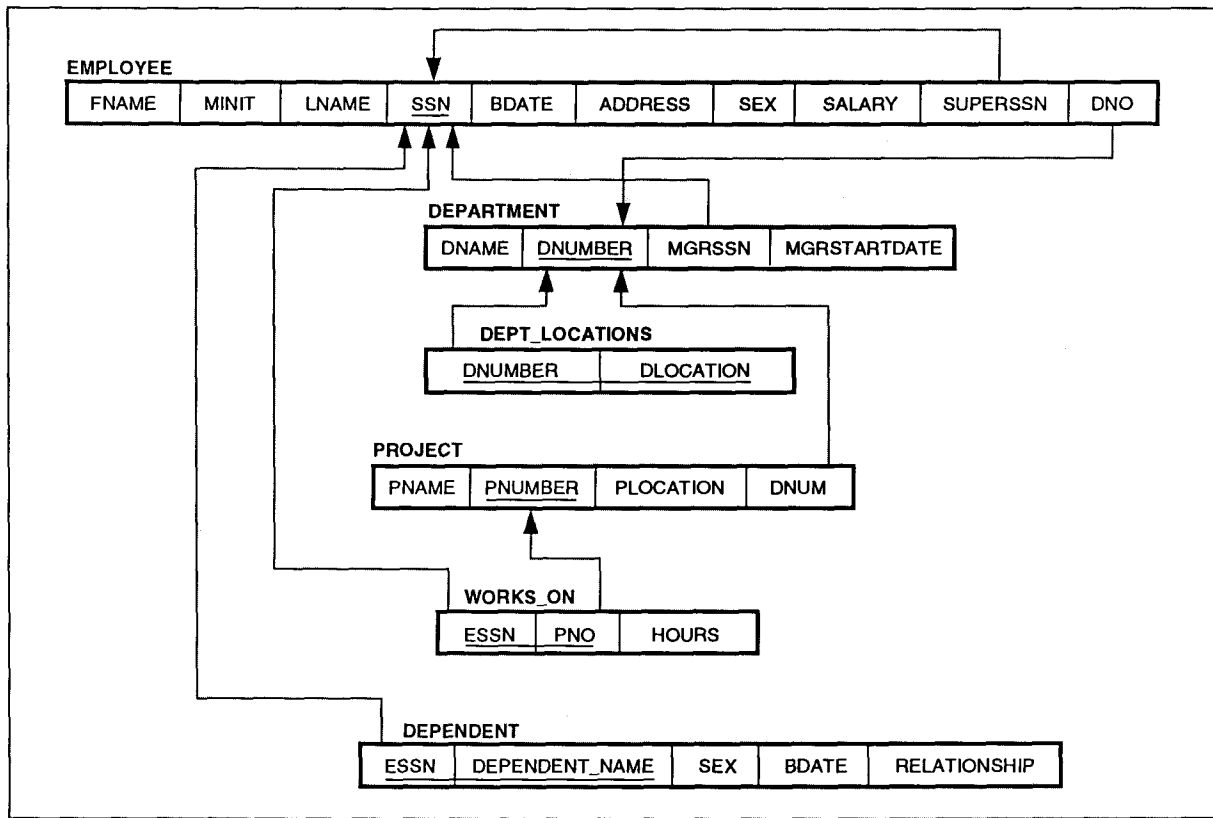 EMPLOYEE
FNAME MINIT LNAME SSN BDATE ADDRESS SEX SALARY SUPERSSN DNO
DEPARTMENT
DNAME DNUMBER MGRSSN MGRSTARTDATE
DEPT_LOCATIONS
DNUMBER DLOCATION
PROJECT
PNAME PNUMBER PLOCATION DNUM
WORKS_ON
ESSN PNO HOURS
DEPENDENT
ESSN DEPENDENT_NAME SEX BDATE RELATIONSHIP